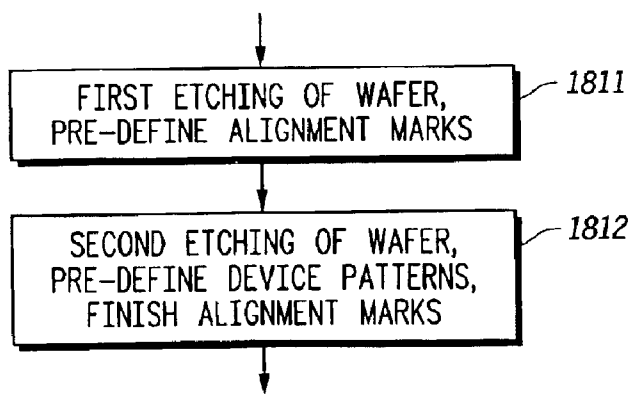 FIRST ETCHING OF WAFER,
PRE-DEFINE ALIGNMENT MARKS
1811
SECOND ETCHING OF WAFER,
PRE-DEFINE DEVICE PATTERNS,
FINISH ALIGNMENT MARKS
1812